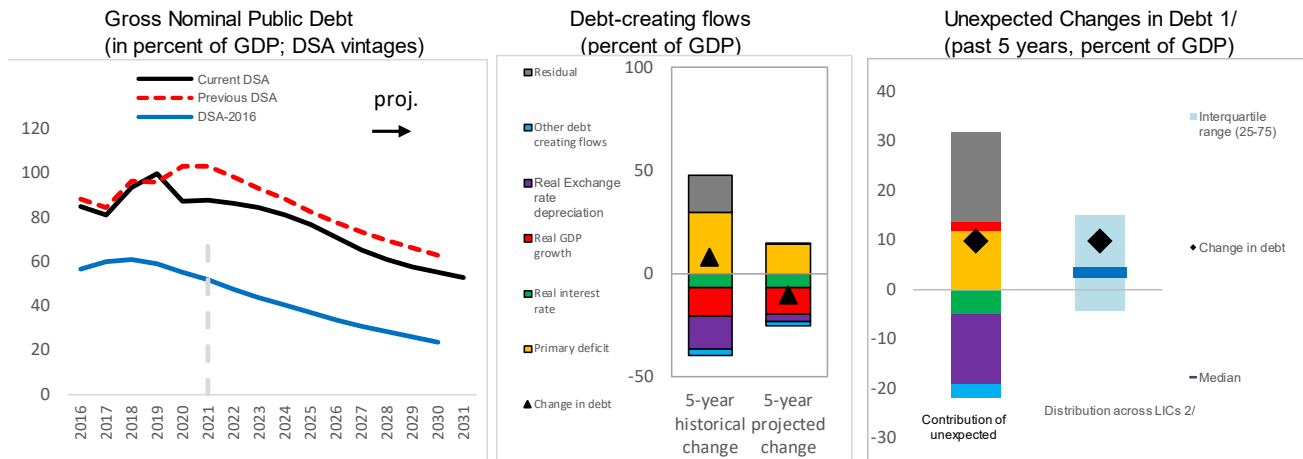 Gross Nominal Public Debt
(in percent of GDP; DSA vintages)
Current DSA
Previous DSA
DSA-2016
proj.
120
100
80
60
40
20
0
2016
2017
2018
2019
2020
2021
2022
2023
2024
2025
2026
2027
2028
2029
2030
2031
Debt-creating flows
(percent of GDP)
Residual
Other debt
creating flows
Real Exchange
rate
depreciation
Real GDP
growth
Real interest
rate
Primary deficit
Change in debt
100
50
0
-50
5-year
historical
change
5-year
projected
change
Unexpected Changes in Debt 1/
(past 5 years, percent of GDP)
40
30
20
10
0
-10
-20
-30
Interquartile
range (25-75)
Change in debt
Median
Contribution of
unexpected
Distribution across LICs 2/